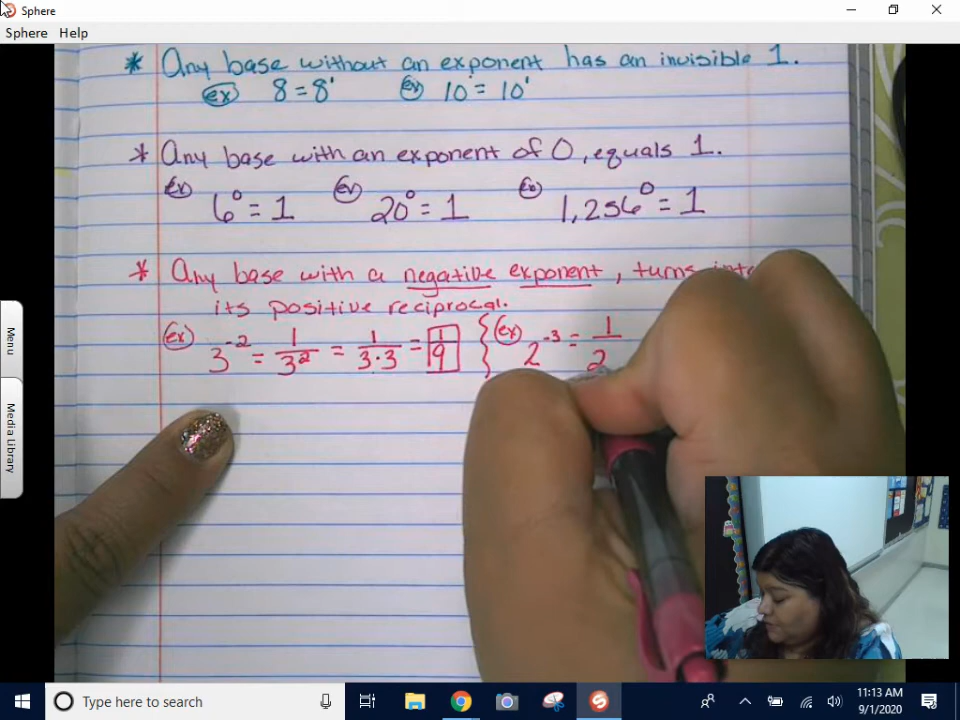 Sphere
Sphere Help
* Any base without an exponent has an invisible 1.
ex 8 = 8¹ ex 10 = 10¹
* Any base with an exponent of 0, equals 1.
Ex 6⁰ = 1 Ex 20⁰ = 1 Ex 1,256⁰ = 1
* Any base with a negative exponent, turns into
its positive reciprocal.
Ex 3⁻² = 1/3² = 1/3·3 = 1/9 { Ex 2⁻³ = 1/2
Menu
Media Library
Type here to search
11:13 AM
9/1/2020